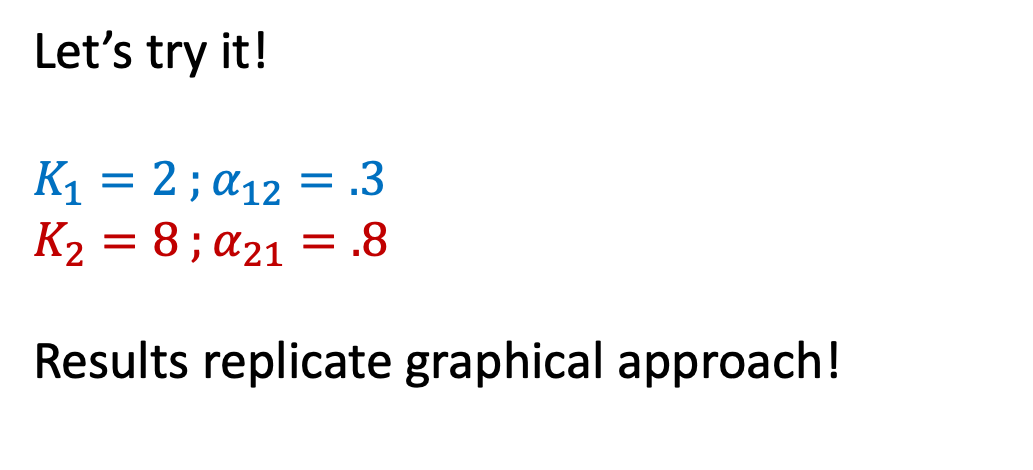 Let's try it!
K₁ = 2 ; α₁₂ = .3
K₂ = 8 ; α₂₁ = .8
Results replicate graphical approach!